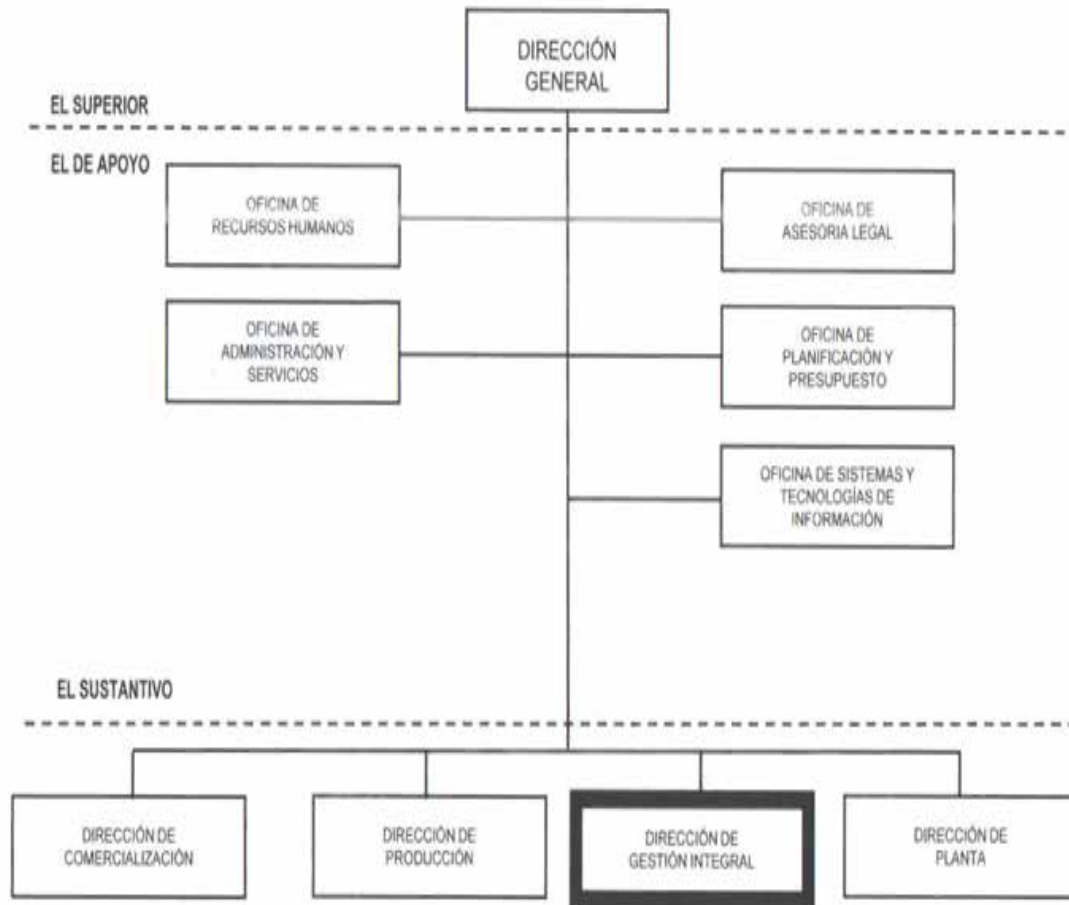 DIRECCIÓN
GENERAL
EL SUPERIOR
EL DE APOYO
OFICINA DE
RECURSOS HUMANOS
OFICINA DE
ASESORIA LEGAL
OFICINA DE
ADMINISTRACIÓN Y
SERVICIOS
OFICINA DE
PLANIFICACIÓN Y
PRESUPUESTO
OFICINA DE SISTEMAS Y
TECNOLOGÍAS DE
INFORMACIÓN
EL SUSTANTIVO
DIRECCIÓN DE
COMERCIALIZACIÓN
DIRECCIÓN DE
PRODUCCIÓN
DIRECCIÓN DE
GESTIÓN INTEGRAL
DIRECCIÓN DE
PLANTA